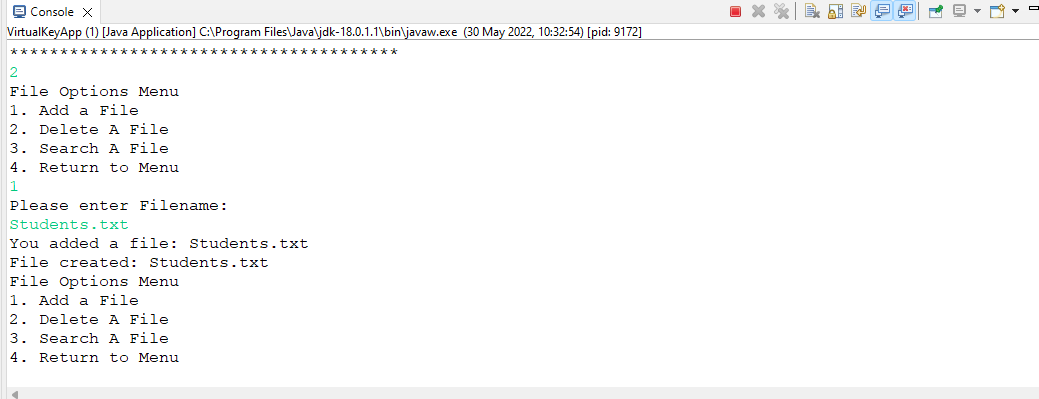 Console
VirtualKeyApp (1) [Java Application] C:\Program Files\Java\jdk-18.0.1.1\bin\javaw.exe (30 May 2022, 10:32:54) [pid: 9172]
***************************************
2
File Options Menu
1. Add a File
2. Delete A File
3. Search A File
4. Return to Menu
1
Please enter Filename:
Students.txt
You added a file: Students.txt
File created: Students.txt
File Options Menu
1. Add a File
2. Delete A File
3. Search A File
4. Return to Menu